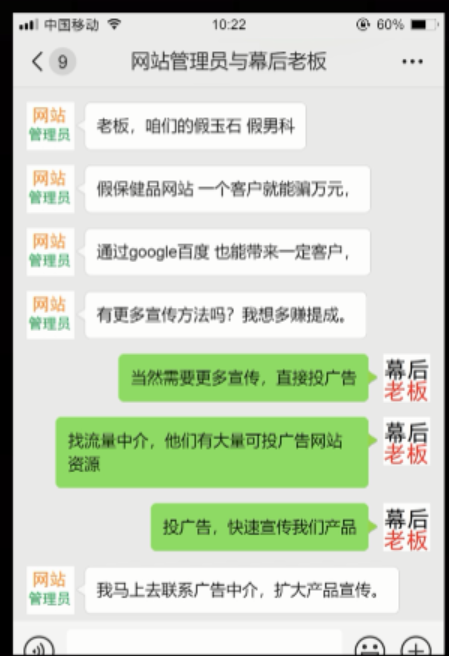 中国移动 10:22 60%
9 网站管理员与幕后老板
网站
管理员
老板，咱们的假玉石 假男科
网站
管理员
假保健品网站 一个客户就能骗万元，
网站
管理员
通过google百度 也能带来一定客户，
网站
管理员
有更多宣传方法吗？我想多赚提成。
当然需要更多宣传，直接投广告
幕后
老板
找流量中介，他们有大量可投广告网站
资源
幕后
老板
投广告，快速宣传我们产品
幕后
老板
网站
管理员
我马上去联系广告中介，扩大产品宣传。